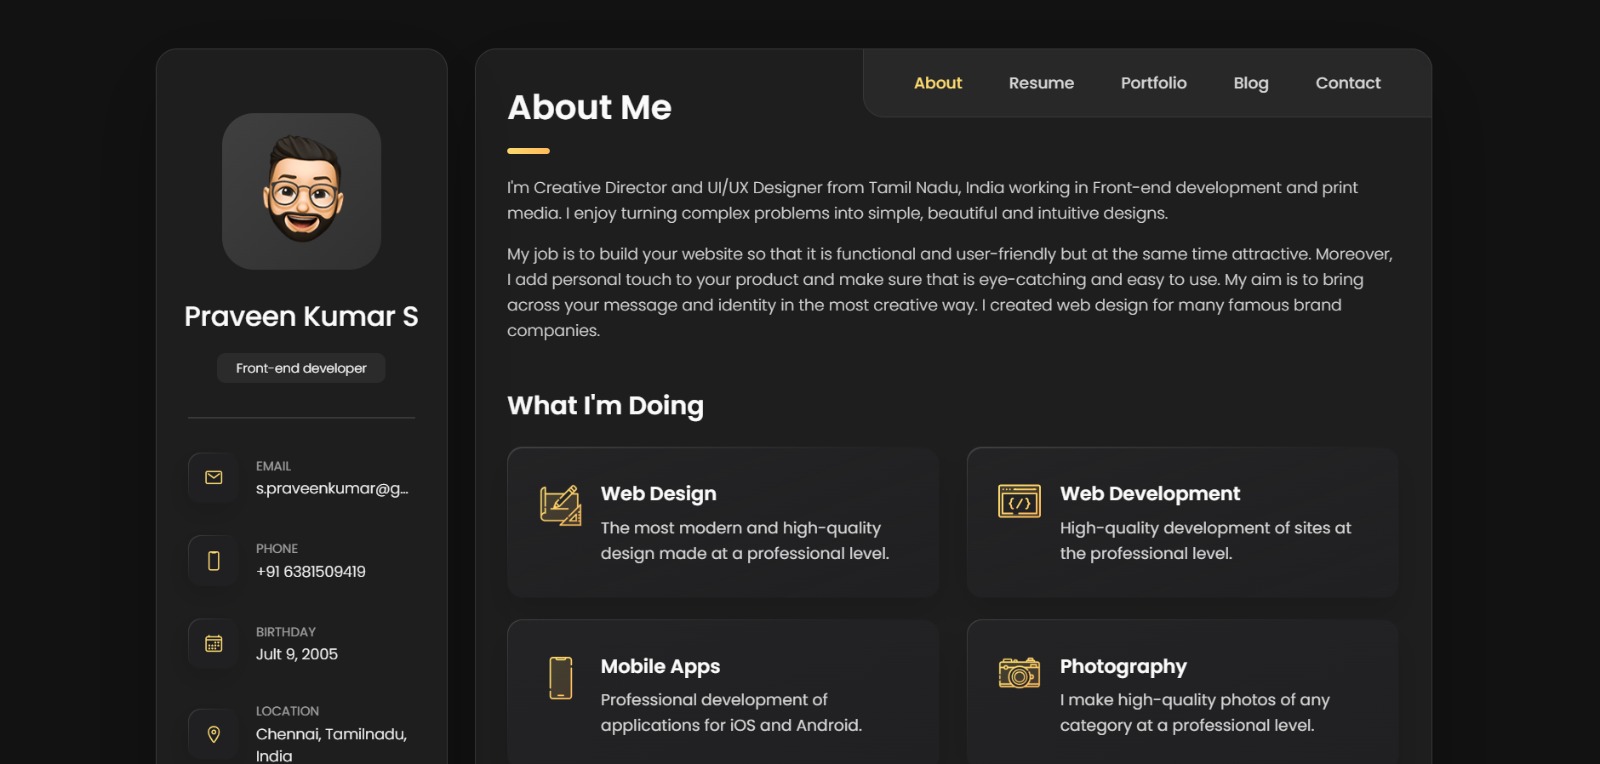 About
Resume
Portfolio
Blog
Contact
Praveen Kumar S
Front-end developer
EMAIL
s.praveenkumar@g...
PHONE
+91 6381509419
BIRTHDAY
Jult 9, 2005
LOCATION
Chennai, Tamilnadu,
India
About Me
I'm Creative Director and UI/UX Designer from Tamil Nadu, India working in Front-end development and print
media. I enjoy turning complex problems into simple, beautiful and intuitive designs.
My job is to build your website so that it is functional and user-friendly but at the same time attractive. Moreover,
I add personal touch to your product and make sure that is eye-catching and easy to use. My aim is to bring
across your message and identity in the most creative way. I created web design for many famous brand
companies.
What I'm Doing
Web Design
The most modern and high-quality
design made at a professional level.
Web Development
High-quality development of sites at
the professional level.
Mobile Apps
Professional development of
applications for iOS and Android.
Photography
I make high-quality photos of any
category at a professional level.